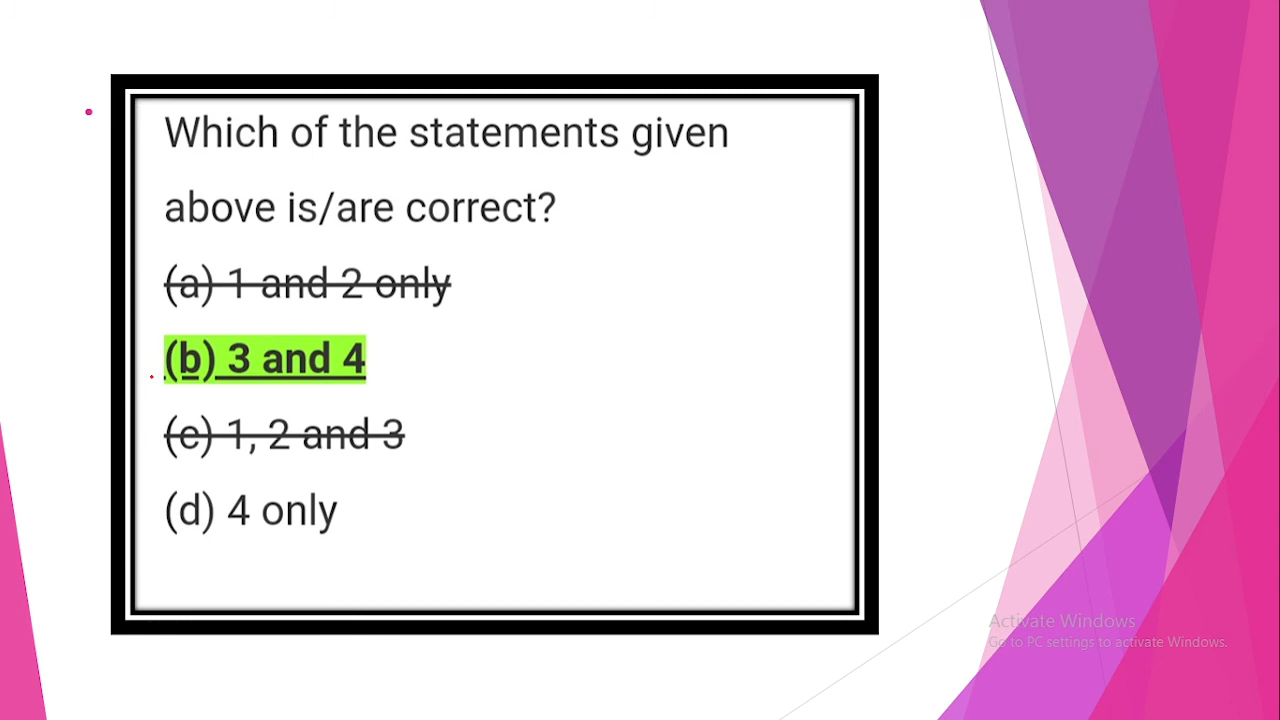 Which of the statements given
above is/are correct?
(a) 1 and 2 only
(b) 3 and 4
(c) 1, 2 and 3
(d) 4 only
Activate Windows
Go to PC settings to activate Windows.